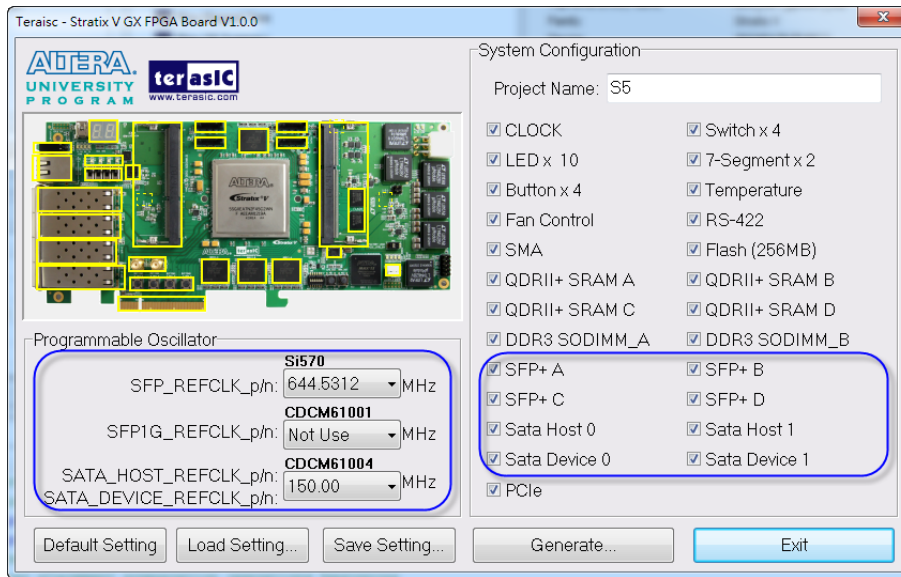 Teraisc - Stratix V GX FPGA Board V1.0.0
ALTERA.
UNIVERSITY
PROGRAM
terasIC
www.terasic.com
ALTERA.
Stratix V
System Configuration
Project Name: S5
CLOCK
Switch x 4
LED x 10
7-Segment x 2
Button x 4
Temperature
Fan Control
RS-422
SMA
Flash (256MB)
QDRII+ SRAM A
QDRII+ SRAM B
QDRII+ SRAM C
QDRII+ SRAM D
DDR3 SODIMM_A
DDR3 SODIMM_B
SFP+ A
SFP+ B
SFP+ C
SFP+ D
Sata Host 0
Sata Host 1
Sata Device 0
Sata Device 1
PCIe
Programmable Oscillator
Si570
SFP_REFCLK_p/n: 644.5312 MHz
CDCM61001
SFP1G_REFCLK_p/n: Not Use MHz
CDCM61004
SATA_HOST_REFCLK_p/n:
SATA_DEVICE_REFCLK_p/n: 150.00 MHz
Default Setting
Load Setting...
Save Setting...
Generate...
Exit